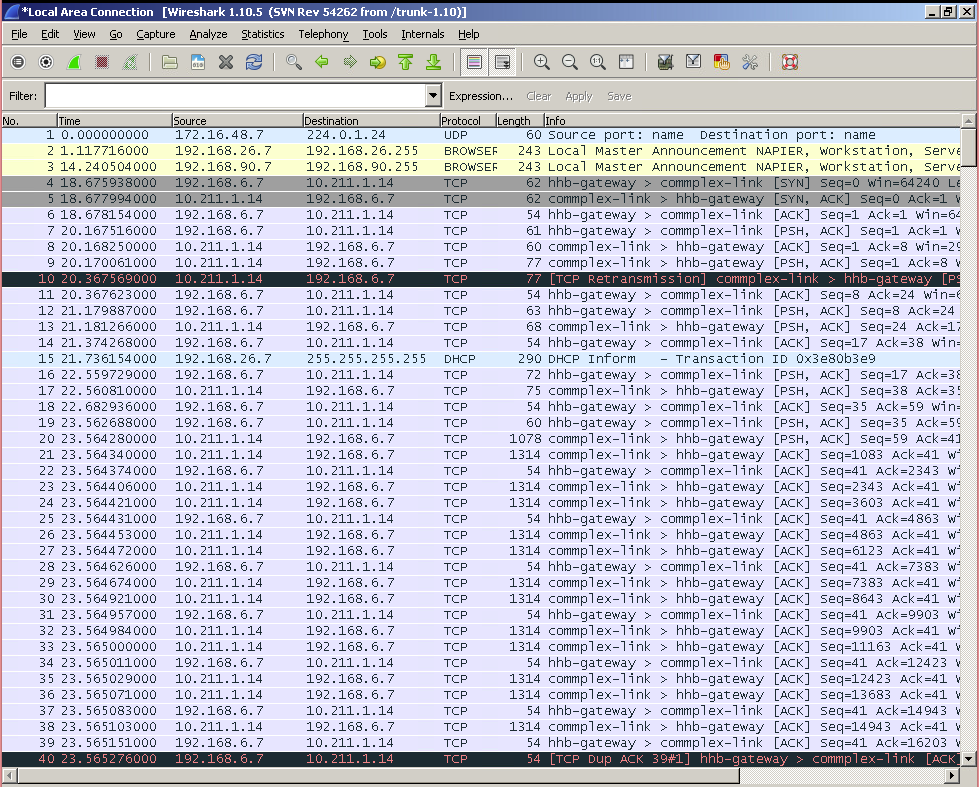 *Local Area Connection [Wireshark 1.10.5 (SVN Rev 54262 from /trunk-1.10)]
File Edit View Go Capture Analyze Statistics Telephony Tools Internals Help
Filter: Expression... Clear Apply Save
No. Time Source Destination Protocol Length Info
1 0.000000000 172.16.48.7 224.0.1.24 UDP 60 Source port: name Destination port: name
2 1.117716000 192.168.26.7 192.168.26.255 BROWSER 243 Local Master Announcement NAPIER, Workstation, Serve
3 14.240504000 192.168.90.7 192.168.90.255 BROWSER 243 Local Master Announcement NAPIER, Workstation, Serve
4 18.675938000 192.168.6.7 10.211.1.14 TCP 62 hhb-gateway > commplex-link [SYN] Seq=0 Win=64240 Le
5 18.677994000 10.211.1.14 192.168.6.7 TCP 62 commplex-link > hhb-gateway [SYN, ACK] Seq=0 Ack=1 W
6 18.678154000 192.168.6.7 10.211.1.14 TCP 54 hhb-gateway > commplex-link [ACK] Seq=1 Ack=1 Win=64
7 20.167516000 192.168.6.7 10.211.1.14 TCP 61 hhb-gateway > commplex-link [PSH, ACK] Seq=1 Ack=1 W
8 20.168250000 10.211.1.14 192.168.6.7 TCP 60 commplex-link > hhb-gateway [ACK] Seq=1 Ack=8 Win=29
9 20.170061000 10.211.1.14 192.168.6.7 TCP 77 commplex-link > hhb-gateway [PSH, ACK] Seq=1 Ack=8 W
10 20.367569000 10.211.1.14 192.168.6.7 TCP 77 [TCP Retransmission] commplex-link > hhb-gateway [PS
11 20.367623000 192.168.6.7 10.211.1.14 TCP 54 hhb-gateway > commplex-link [ACK] Seq=8 Ack=24 Win=6
12 21.179887000 192.168.6.7 10.211.1.14 TCP 63 hhb-gateway > commplex-link [PSH, ACK] Seq=8 Ack=24
13 21.181266000 10.211.1.14 192.168.6.7 TCP 68 commplex-link > hhb-gateway [PSH, ACK] Seq=24 Ack=17
14 21.374268000 192.168.6.7 10.211.1.14 TCP 54 hhb-gateway > commplex-link [ACK] Seq=17 Ack=38 Win=
15 21.736154000 192.168.26.7 255.255.255.255 DHCP 290 DHCP Inform - Transaction ID 0x3e80b3e9
16 22.559729000 192.168.6.7 10.211.1.14 TCP 72 hhb-gateway > commplex-link [PSH, ACK] Seq=17 Ack=38
17 22.560810000 10.211.1.14 192.168.6.7 TCP 75 commplex-link > hhb-gateway [PSH, ACK] Seq=38 Ack=35
18 22.682936000 192.168.6.7 10.211.1.14 TCP 54 hhb-gateway > commplex-link [ACK] Seq=35 Ack=59 Win=
19 23.562688000 192.168.6.7 10.211.1.14 TCP 60 hhb-gateway > commplex-link [PSH, ACK] Seq=35 Ack=59
20 23.564280000 10.211.1.14 192.168.6.7 TCP 1078 commplex-link > hhb-gateway [PSH, ACK] Seq=59 Ack=41
21 23.564340000 10.211.1.14 192.168.6.7 TCP 1314 commplex-link > hhb-gateway [ACK] Seq=1083 Ack=41 Wi
22 23.564374000 192.168.6.7 10.211.1.14 TCP 54 hhb-gateway > commplex-link [ACK] Seq=41 Ack=2343 Wi
23 23.564406000 10.211.1.14 192.168.6.7 TCP 1314 commplex-link > hhb-gateway [ACK] Seq=2343 Ack=41 Wi
24 23.564421000 10.211.1.14 192.168.6.7 TCP 1314 commplex-link > hhb-gateway [ACK] Seq=3603 Ack=41 Wi
25 23.564431000 192.168.6.7 10.211.1.14 TCP 54 hhb-gateway > commplex-link [ACK] Seq=41 Ack=4863 Wi
26 23.564453000 10.211.1.14 192.168.6.7 TCP 1314 commplex-link > hhb-gateway [ACK] Seq=4863 Ack=41 Wi
27 23.564472000 10.211.1.14 192.168.6.7 TCP 1314 commplex-link > hhb-gateway [ACK] Seq=6123 Ack=41 Wi
28 23.564626000 192.168.6.7 10.211.1.14 TCP 54 hhb-gateway > commplex-link [ACK] Seq=41 Ack=7383 Wi
29 23.564674000 10.211.1.14 192.168.6.7 TCP 1314 commplex-link > hhb-gateway [ACK] Seq=7383 Ack=41 Wi
30 23.564921000 10.211.1.14 192.168.6.7 TCP 1314 commplex-link > hhb-gateway [ACK] Seq=8643 Ack=41 Wi
31 23.564957000 192.168.6.7 10.211.1.14 TCP 54 hhb-gateway > commplex-link [ACK] Seq=41 Ack=9903 Wi
32 23.564984000 10.211.1.14 192.168.6.7 TCP 1314 commplex-link > hhb-gateway [ACK] Seq=9903 Ack=41 Wi
33 23.565000000 10.211.1.14 192.168.6.7 TCP 1314 commplex-link > hhb-gateway [ACK] Seq=11163 Ack=41 W
34 23.565011000 192.168.6.7 10.211.1.14 TCP 54 hhb-gateway > commplex-link [ACK] Seq=41 Ack=12423 W
35 23.565029000 10.211.1.14 192.168.6.7 TCP 1314 commplex-link > hhb-gateway [ACK] Seq=12423 Ack=41 W
36 23.565071000 10.211.1.14 192.168.6.7 TCP 1314 commplex-link > hhb-gateway [ACK] Seq=13683 Ack=41 W
37 23.565083000 192.168.6.7 10.211.1.14 TCP 54 hhb-gateway > commplex-link [ACK] Seq=41 Ack=14943 W
38 23.565103000 10.211.1.14 192.168.6.7 TCP 1314 commplex-link > hhb-gateway [ACK] Seq=14943 Ack=41 W
39 23.565151000 192.168.6.7 10.211.1.14 TCP 54 hhb-gateway > commplex-link [ACK] Seq=41 Ack=16203 W
40 23.565276000 192.168.6.7 10.211.1.14 TCP 54 [TCP Dup ACK 39#1] hhb-gateway > commplex-link [ACK]